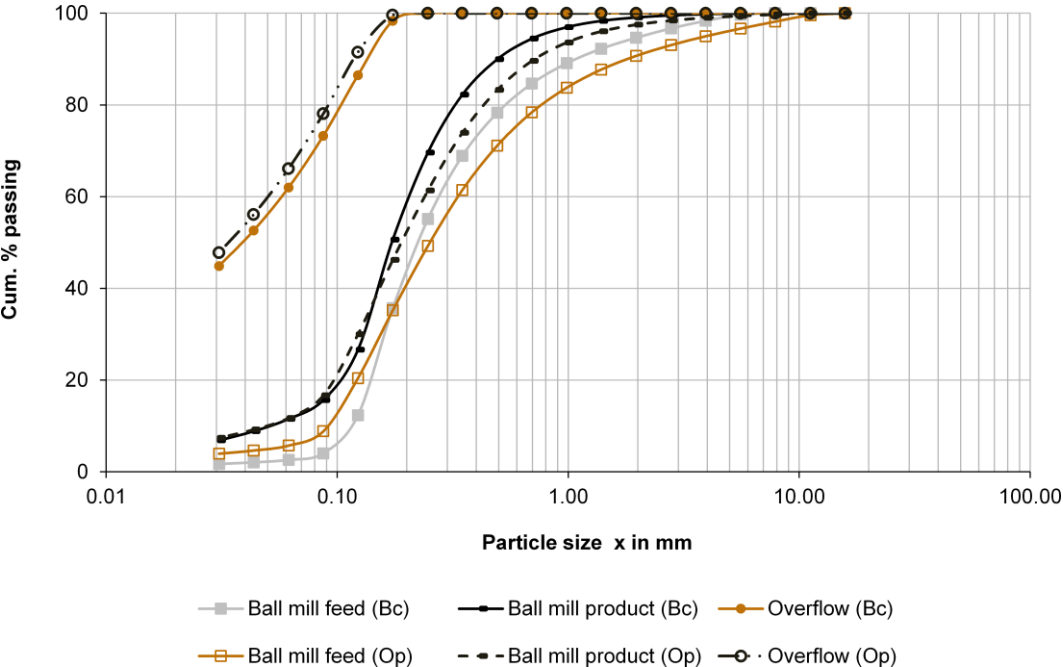 100
80
60
40
20
0
Cum. % passing
0.01 0.10 1.00 10.00 100.00
Particle size x in mm
Ball mill feed (Bc) Ball mill product (Bc) Overflow (Bc)
Ball mill feed (Op) Ball mill product (Op) Overflow (Op)